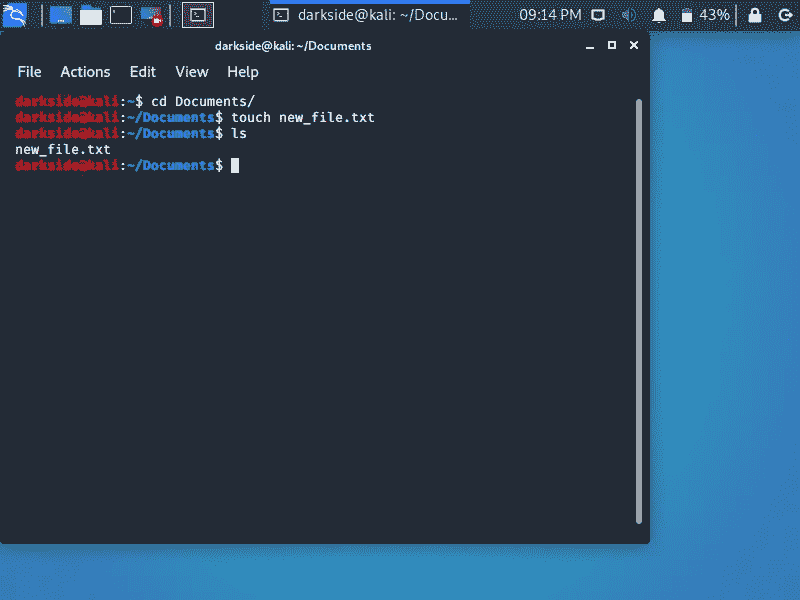 darkside@kali: ~/Docu... 09:14 PM 43%
darkside@kali: ~/Documents
File Actions Edit View Help
darkside@kali:~$ cd Documents/
darkside@kali:~/Documents$ touch new_file.txt
darkside@kali:~/Documents$ ls
new_file.txt
darkside@kali:~/Documents$